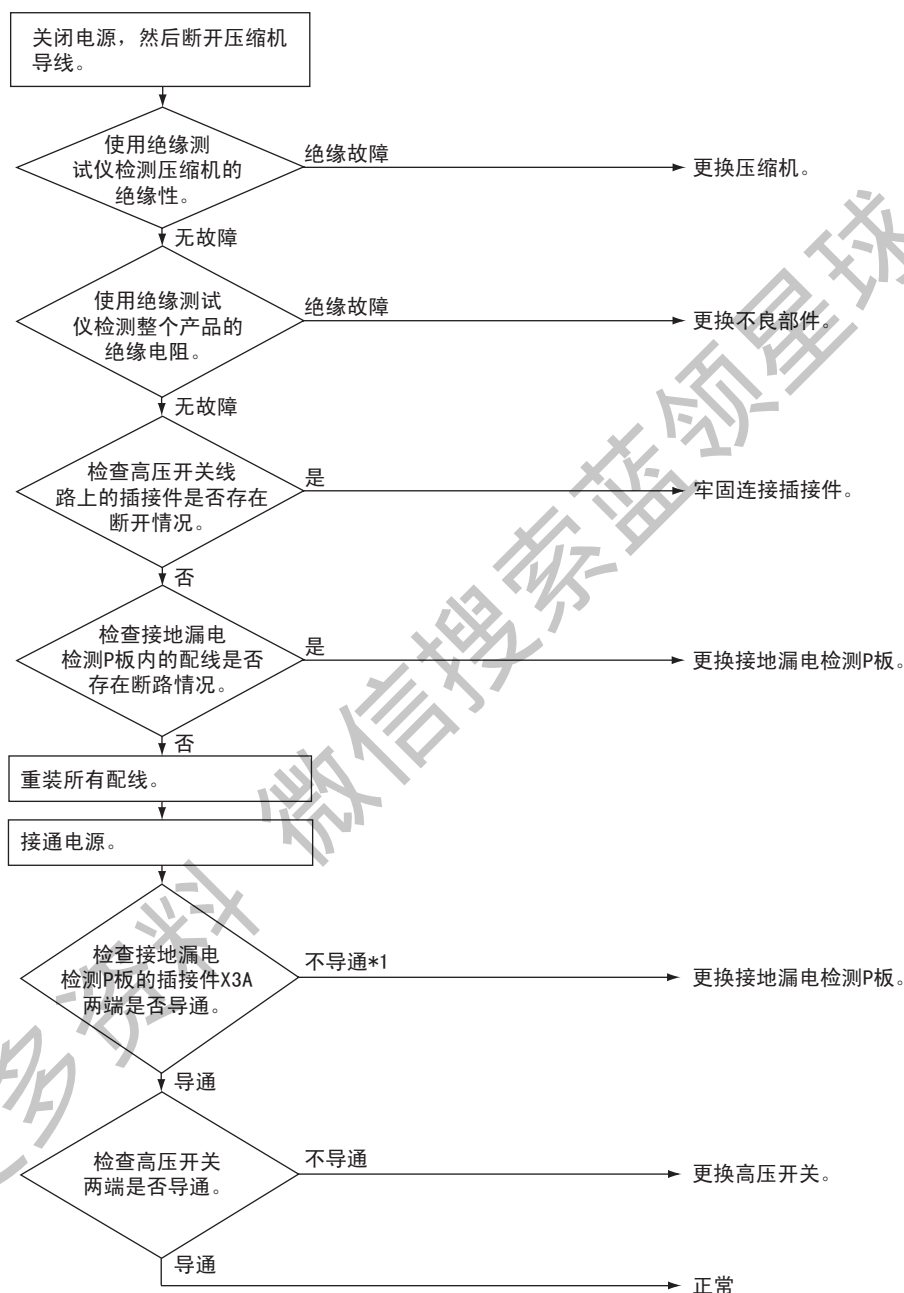 关闭电源，然后断开压缩机
导线。
使用绝缘测
试仪检测压缩机的
绝缘性。
绝缘故障
更换压缩机。
无故障
使用绝缘测试
仪检测整个产品的
绝缘电阻。
绝缘故障
更换不良部件。
无故障
检查高压开关线
路上的插接件是否存在
断开情况。
是
牢固连接插接件。
否
检查接地漏电
检测P板内的配线是否
存在断路情况。
是
更换接地漏电检测P板。
否
重装所有配线。
接通电源。
检查接地漏电
检测P板的插接件X3A
两端是否导通。
不导通*1
更换接地漏电检测P板。
导通
检查高压开关
两端是否导通。
不导通
更换高压开关。
导通
正常
多资料 微信搜索蓝领星球